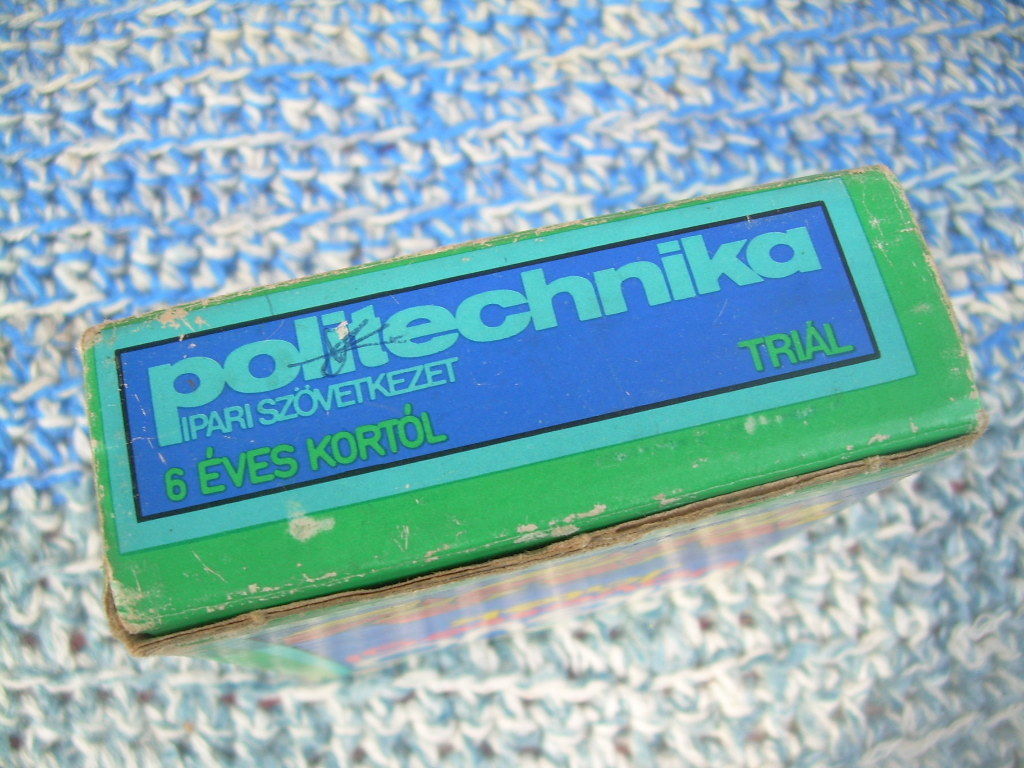 politechnika
IPARI SZÖVETKEZET
TRIÁL
6 ÉVES KORTÓL